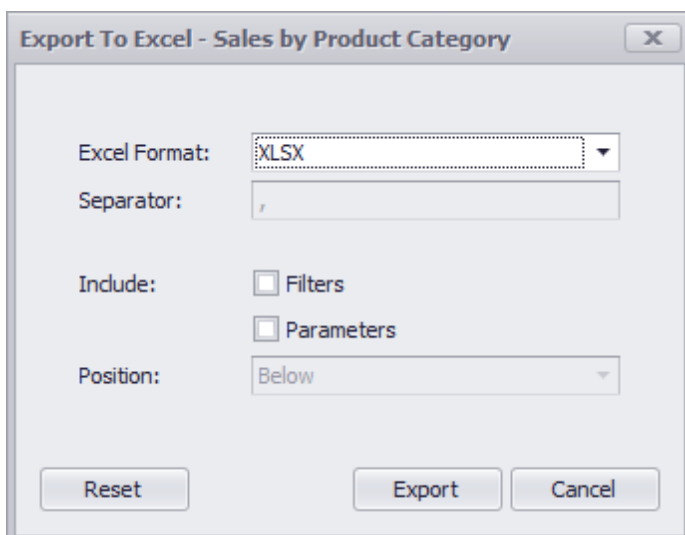 Export To Excel - Sales by Product Category
Excel Format: XLSX
Separator: ,
Include: Filters
Parameters
Position: Below
Reset Export Cancel